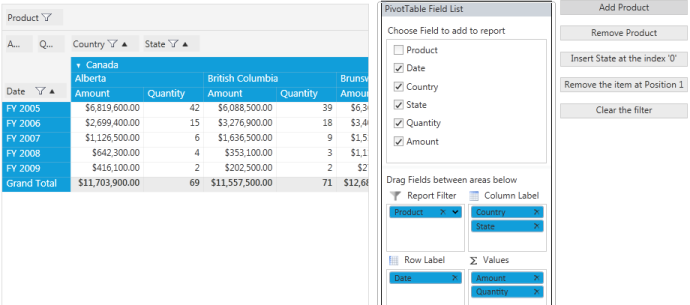 Product
A... Q... Country State
Canada
Alberta British Columbia Brunsw
Date Amount Quantity Amount Quantity Amou
FY 2005 $6,819,600.00 42 $6,088,500.00 39 $6,3
FY 2006 $2,699,400.00 15 $3,276,900.00 18 $3,4
FY 2007 $1,126,500.00 6 $1,636,500.00 9 $1,5
FY 2008 $642,300.00 4 $353,100.00 3 $1,1
FY 2009 $416,100.00 2 $202,500.00 2 $2
Grand Total $11,703,900.00 69 $11,557,500.00 71 $12,68
PivotTable Field List
Choose Field to add to report
Product
Date
Country
State
Quantity
Amount
Drag Fields between areas below
Report Filter Column Label
Product Country
State
Row Label Σ Values
Date Amount
Quantity
Add Product
Remove Product
Insert State at the index '0'
Remove the item at Position 1
Clear the filter